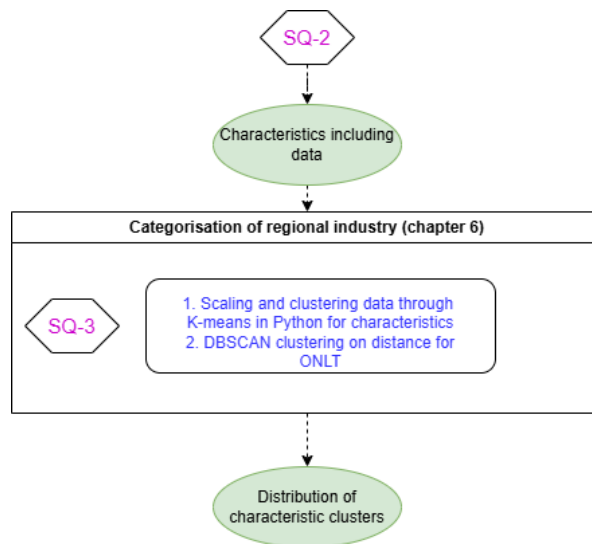 SQ-2
Characteristics including
data
Categorisation of regional industry (chapter 6)
SQ-3
1. Scaling and clustering data through
K-means in Python for characteristics
2. DBSCAN clustering on distance for
ONLT
Distribution of
characteristic clusters